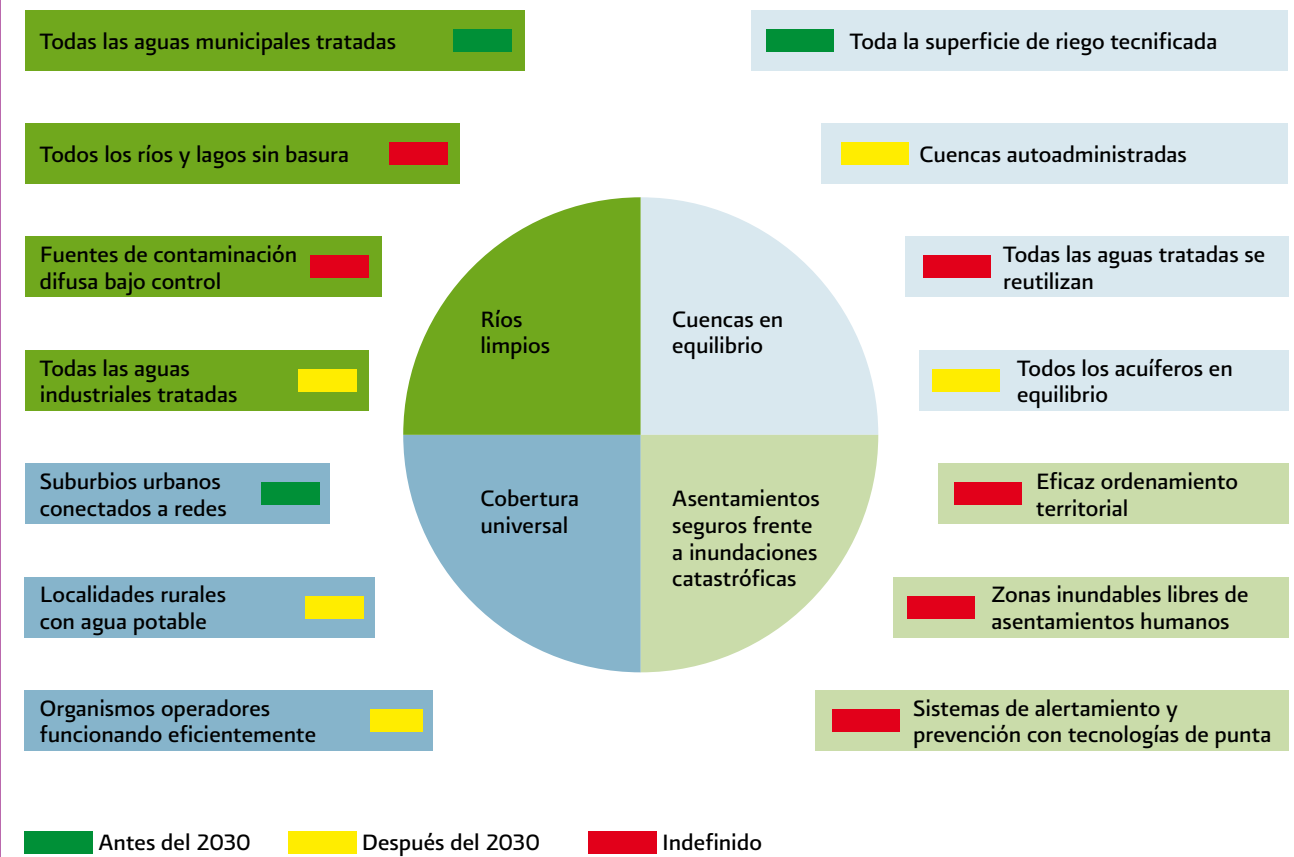 Todas las aguas municipales tratadas
Todos los ríos y lagos sin basura
Fuentes de contaminación
difusa bajo control
Todas las aguas
industriales tratadas
Suburbios urbanos
conectados a redes
Localidades rurales
con agua potable
Organismos operadores
funcionando eficientemente
Ríos
limpios
Cuencas en
equilibrio
Cobertura
universal
Asentamientos
seguros frente
a inundaciones
catastróficas
Toda la superficie de riego tecnificada
Cuencas autoadministradas
Todas las aguas tratadas se
reutilizan
Todos los acuíferos en
equilibrio
Eficaz ordenamiento
territorial
Zonas inundables libres de
asentamientos humanos
Sistemas de alertamiento y
prevención con tecnologías de punta
Antes del 2030
Después del 2030
Indefinido